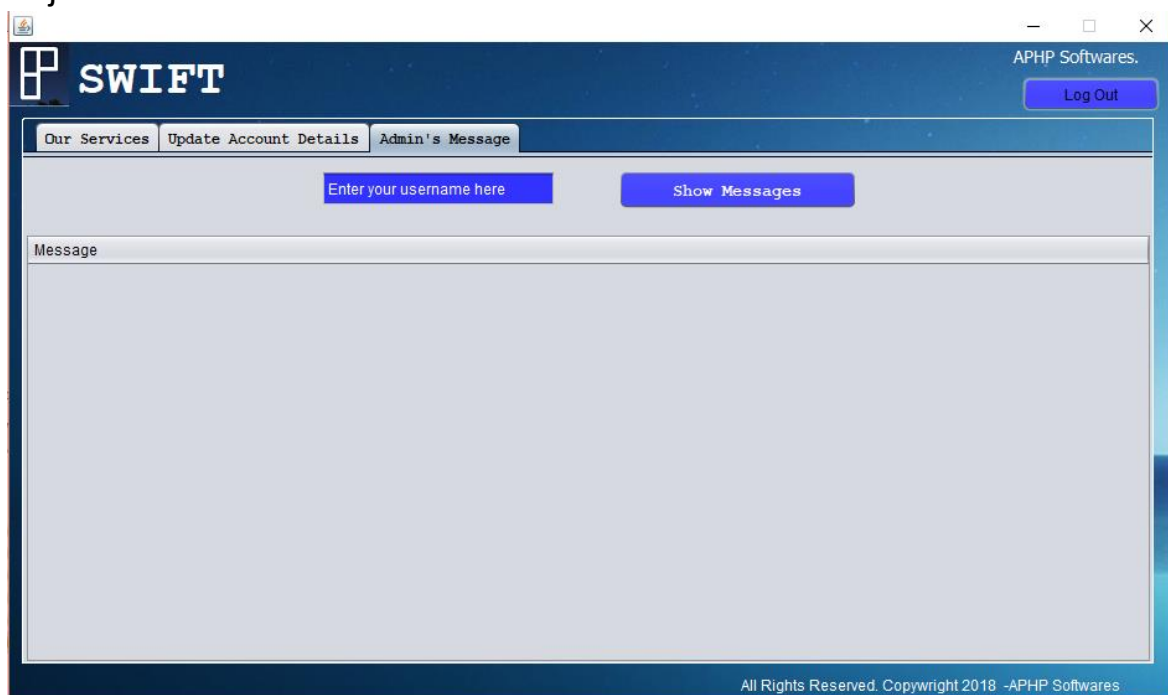 APHP Softwares.
SWIFT
Log Out
Our Services Update Account Details Admin's Message
Enter your username here Show Messages
Message
All Rights Reserved. Copywright 2018 -APHP Softwares